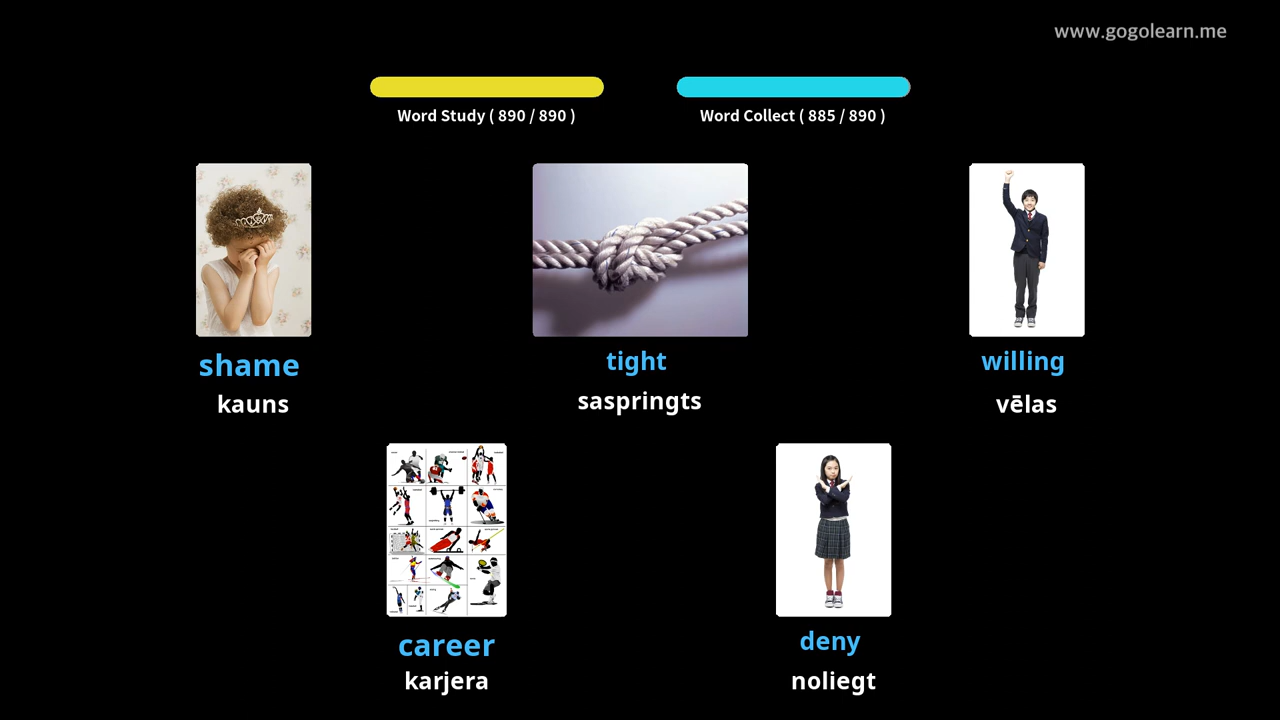 www.gogolearn.me
Word Study ( 890 / 890 )
Word Collect ( 885 / 890 )
shame
kauns
tight
saspringts
willing
vēlas
career
karjera
deny
noliegt